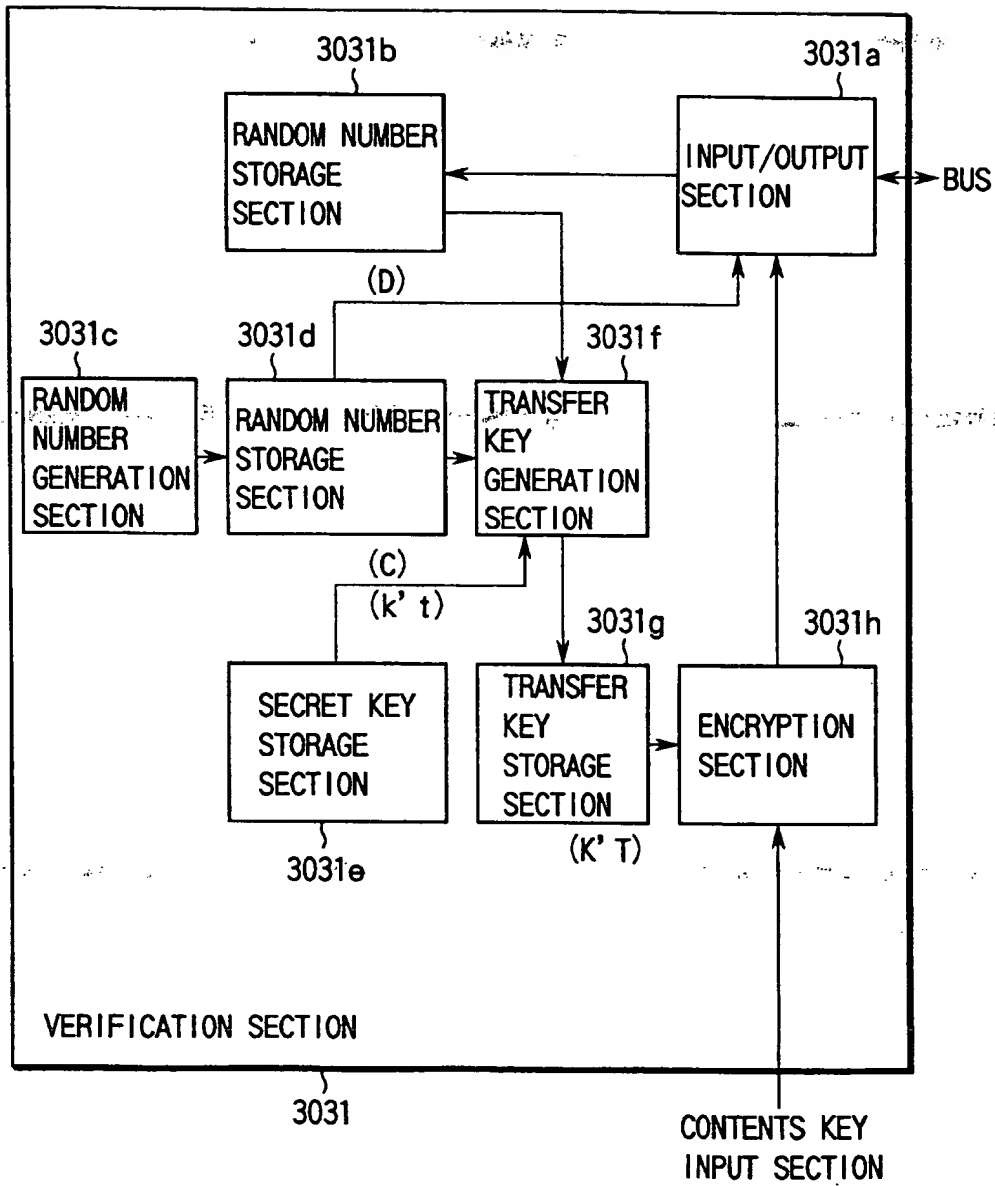 3031b
3031a
RANDOM NUMBER
STORAGE
SECTION
INPUT/OUTPUT
SECTION
BUS
(D)
3031c
3031d
3031f
RANDOM
NUMBER
GENERATION
SECTION
RANDOM NUMBER
STORAGE
SECTION
TRANSFER
KEY
GENERATION
SECTION
(C)
(k' t)
3031g
3031h
SECRET KEY
STORAGE
SECTION
TRANSFER
KEY
STORAGE
SECTION
ENCRYPTION
SECTION
(K' T)
3031e
VERIFICATION SECTION
3031
CONTENTS KEY
INPUT SECTION